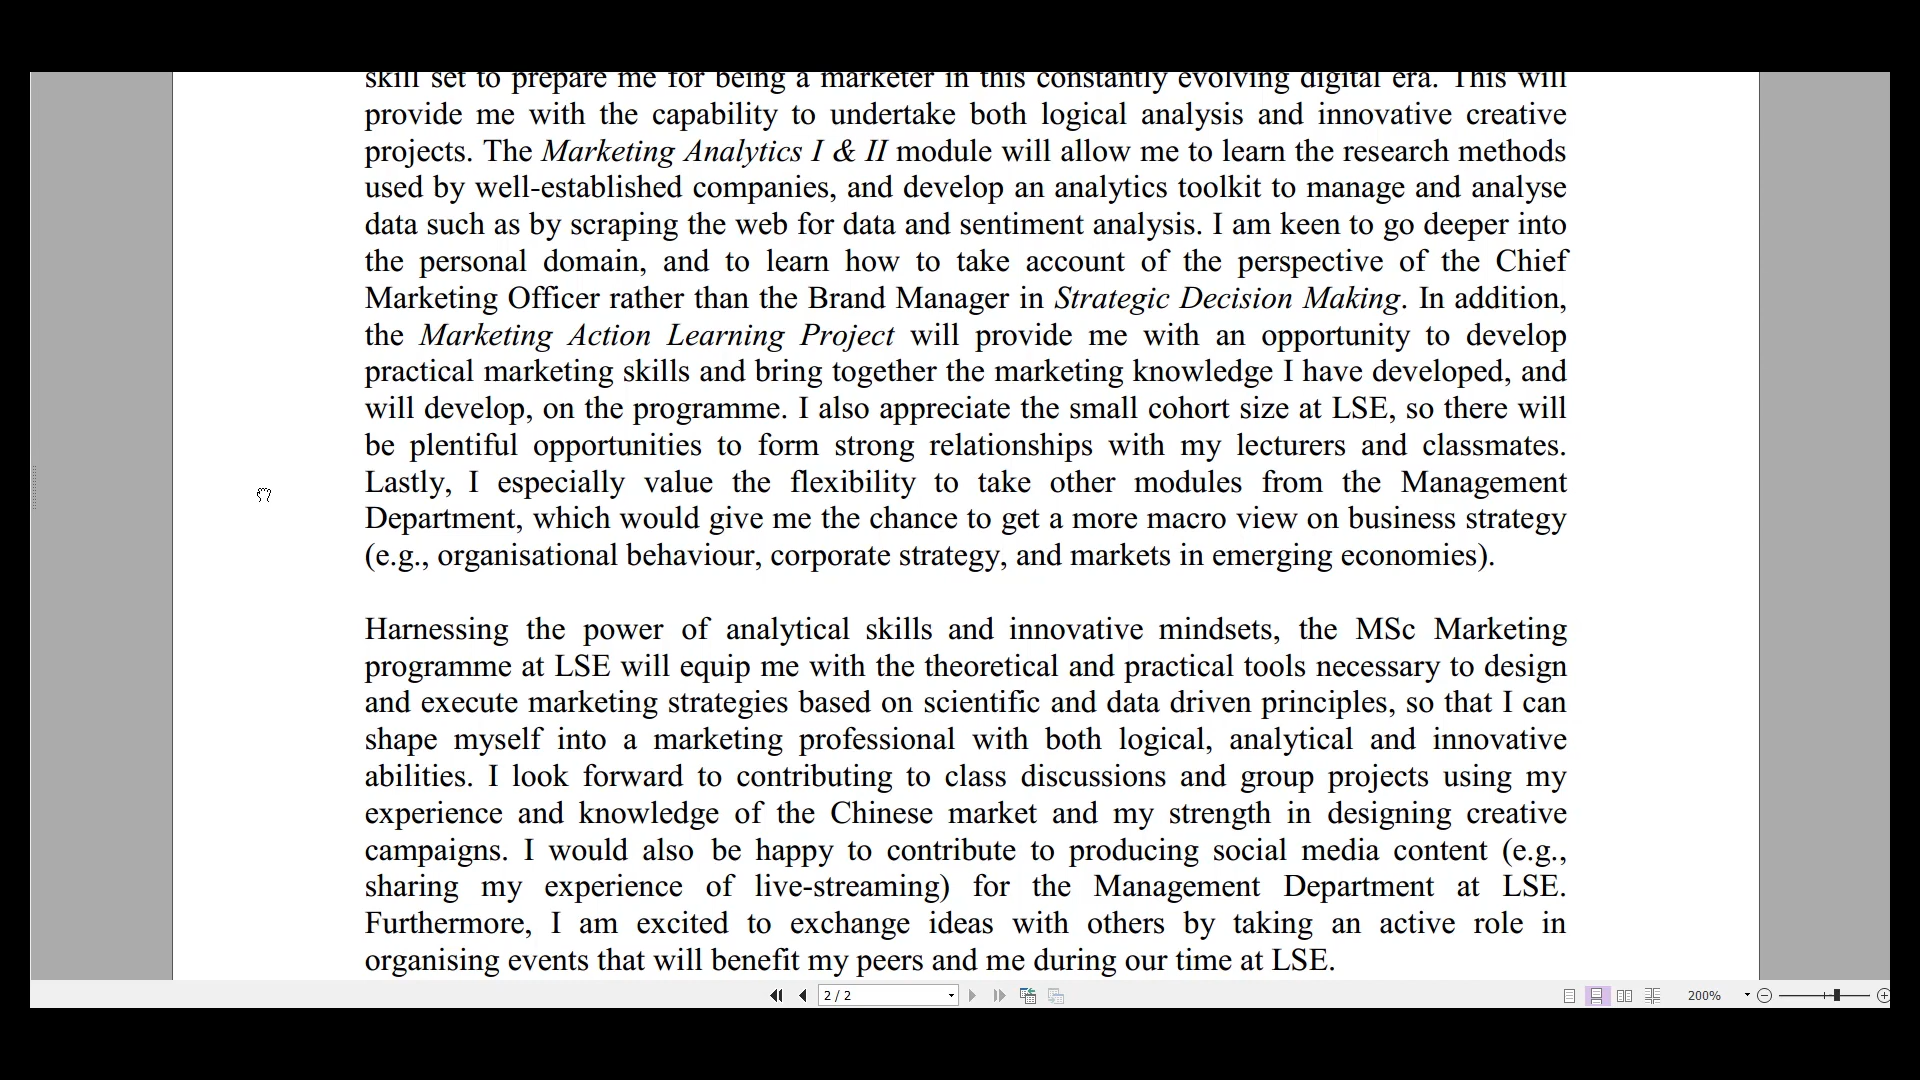 skill set to prepare me for being a marketer in this constantly evolving digital era. This will
provide me with the capability to undertake both logical analysis and innovative creative
projects. The Marketing Analytics I & II module will allow me to learn the research methods
used by well-established companies, and develop an analytics toolkit to manage and analyse
data such as by scraping the web for data and sentiment analysis. I am keen to go deeper into
the personal domain, and to learn how to take account of the perspective of the Chief
Marketing Officer rather than the Brand Manager in Strategic Decision Making. In addition,
the Marketing Action Learning Project will provide me with an opportunity to develop
practical marketing skills and bring together the marketing knowledge I have developed, and
will develop, on the programme. I also appreciate the small cohort size at LSE, so there will
be plentiful opportunities to form strong relationships with my lecturers and classmates.
Lastly, I especially value the flexibility to take other modules from the Management
Department, which would give me the chance to get a more macro view on business strategy
(e.g., organisational behaviour, corporate strategy, and markets in emerging economies).
Harnessing the power of analytical skills and innovative mindsets, the MSc Marketing
programme at LSE will equip me with the theoretical and practical tools necessary to design
and execute marketing strategies based on scientific and data driven principles, so that I can
shape myself into a marketing professional with both logical, analytical and innovative
abilities. I look forward to contributing to class discussions and group projects using my
experience and knowledge of the Chinese market and my strength in designing creative
campaigns. I would also be happy to contribute to producing social media content (e.g.,
sharing my experience of live-streaming) for the Management Department at LSE.
Furthermore, I am excited to exchange ideas with others by taking an active role in
organising events that will benefit my peers and me during our time at LSE.
2 / 2
200%